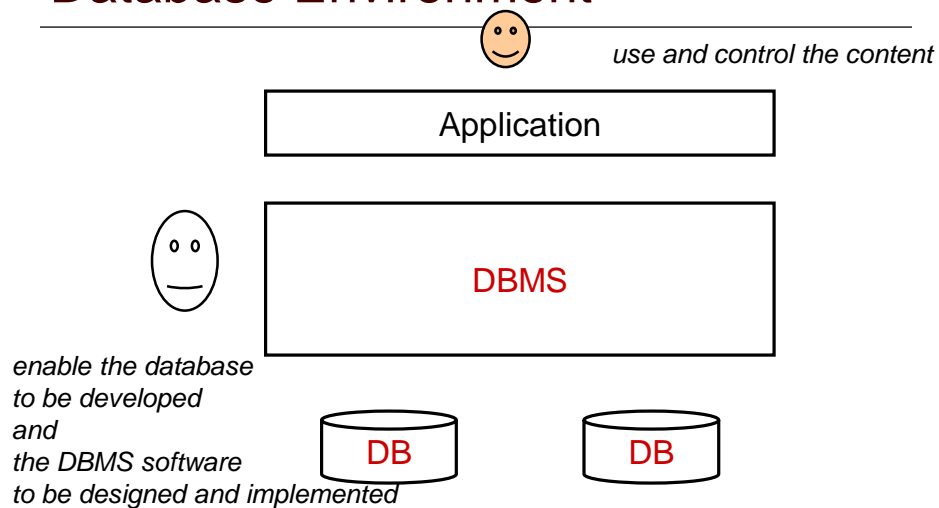 Database Environment
use and control the content
Application
DBMS
enable the database
to be developed
and
the DBMS software
to be designed and implemented
DB
DB